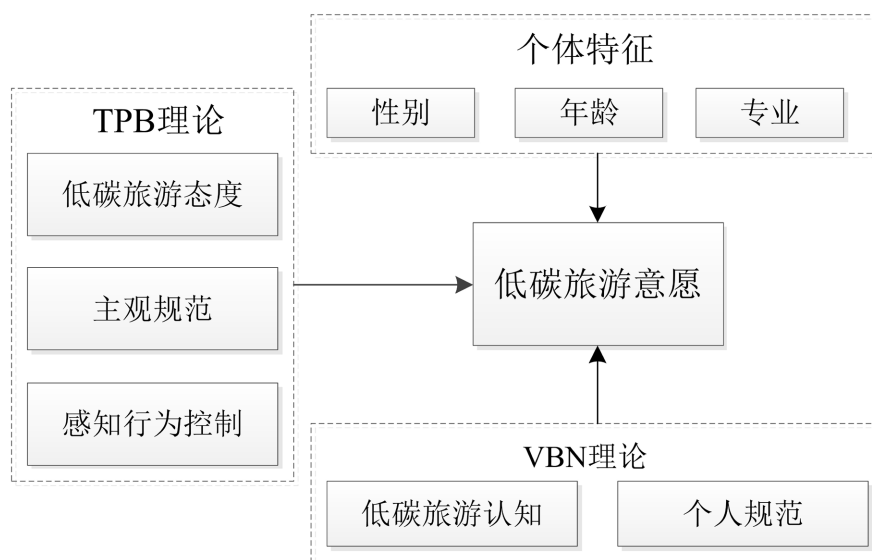 个体特征
性别 年龄 专业
TPB理论
低碳旅游态度
主观规范
感知行为控制
低碳旅游意愿
VBN理论
低碳旅游认知 个人规范